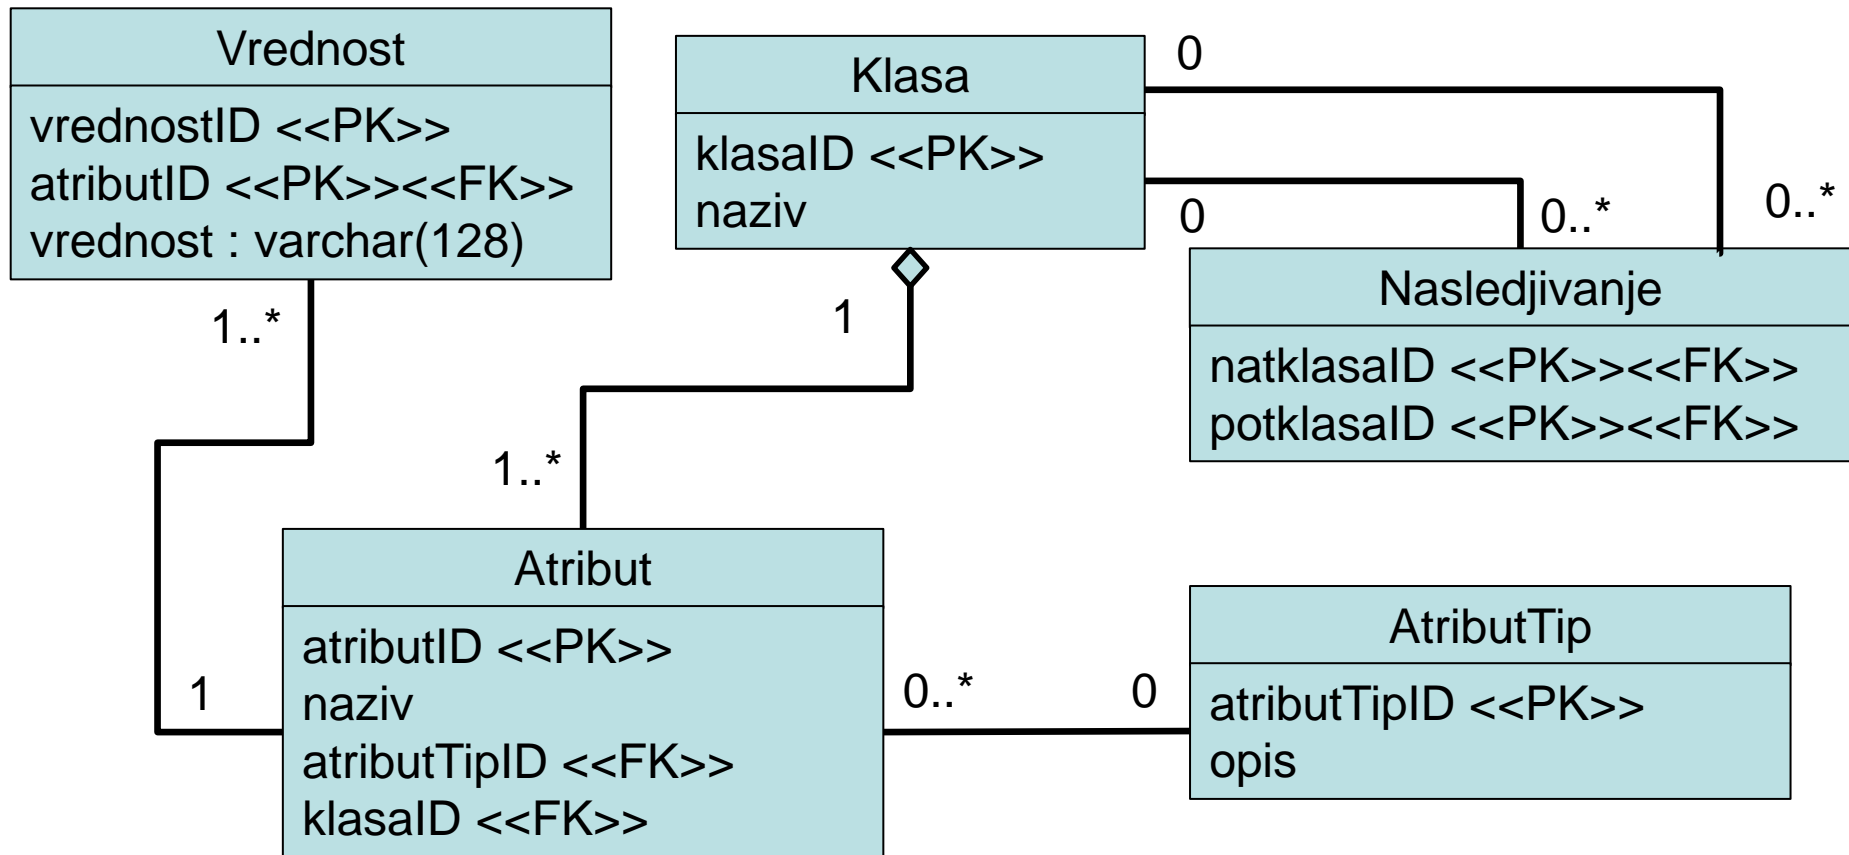 Vrednost
vrednostID <<PK>>
atributID <<PK>><<FK>>
vrednost : varchar(128)
1..*
1
Klasa
klasaID <<PK>>
naziv
0
0
0..*
0..*
1
1..*
Nasledjivanje
natklasaID <<PK>><<FK>>
potklasaID <<PK>><<FK>>
Atribut
atributID <<PK>>
naziv
atributTipID <<FK>>
klasaID <<FK>>
0..*
0
AtributTip
atributTipID <<PK>>
opis